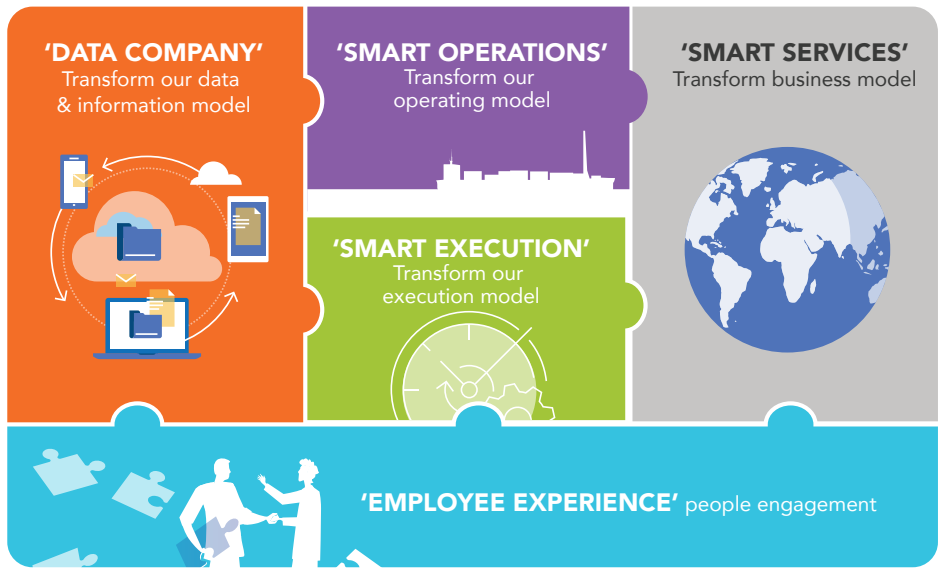 'DATA COMPANY'
Transform our data
& information model
'SMART OPERATIONS'
Transform our
operating model
'SMART EXECUTION'
Transform our
execution model
'SMART SERVICES'
Transform business model
'EMPLOYEE EXPERIENCE' people engagement